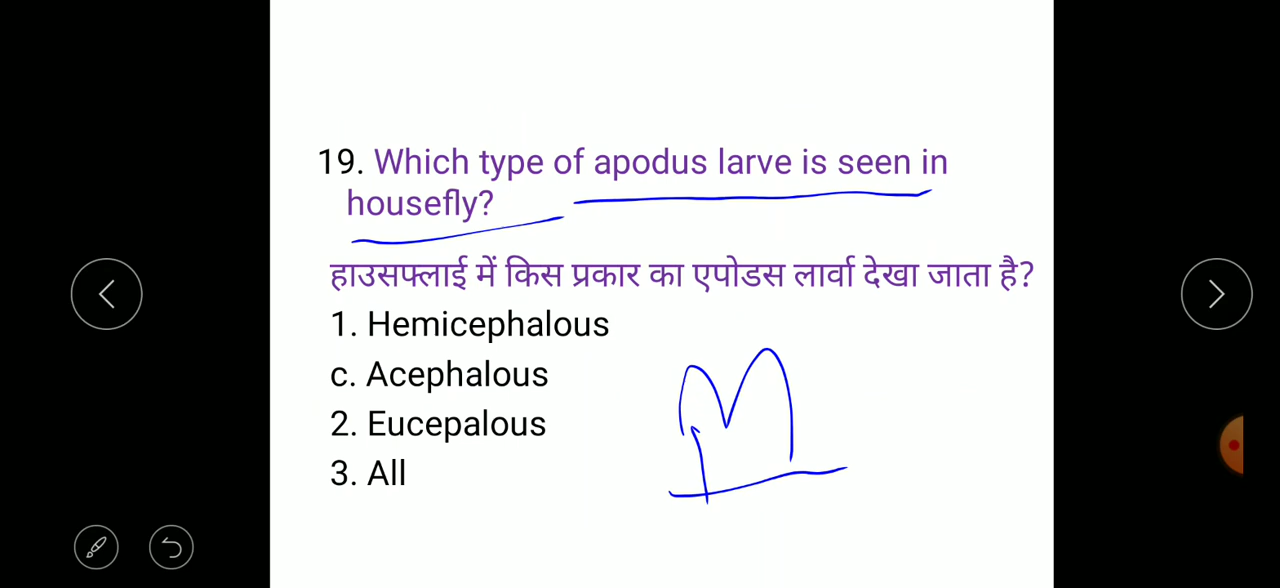 19. Which type of apodus larve is seen in
housefly?
हाउसफ्लाई में किस प्रकार का एपोडस लार्वा देखा जाता है?
1. Hemicephalous
c. Acephalous
2. Eucepalous
3. All
M